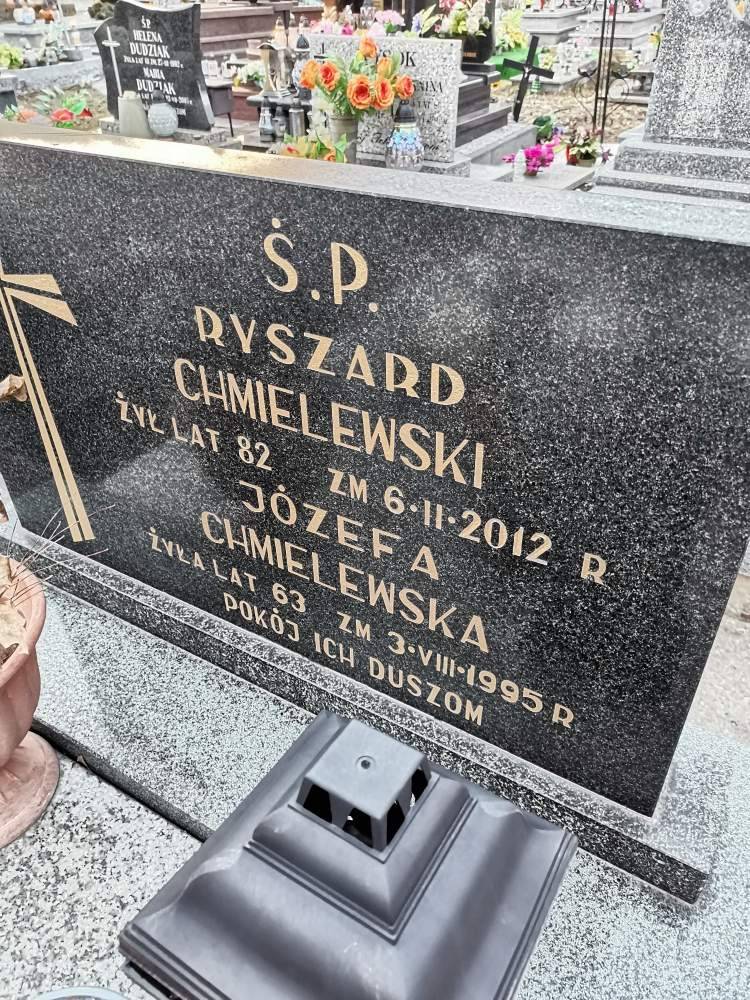 Ś.P.
HELENA
DUDZIAK
MARIA
DUDZIAK
Ś.P.
RYSZARD
CHMIELEWSKI
ŻYŁ LAT 82 ZM 6·II·2012 R
JÓZEFA
CHMIELEWSKA
ŻYŁA LAT 63 ZM 3·VIII·1995 R
POKÓJ ICH DUSZOM